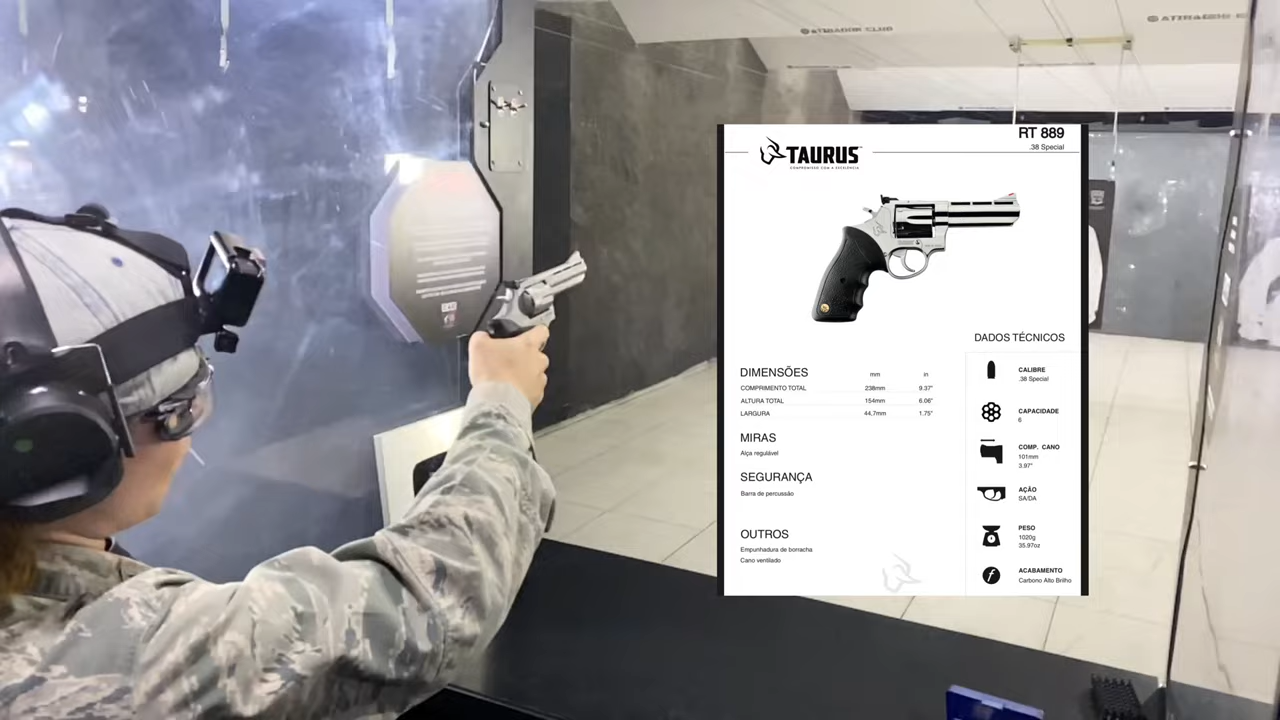 ATIRADOR CLUB
RT 889
.38 Special
TAURUS
COMPROMISSO COM A EXCELÊNCIA
DADOS TÉCNICOS
DIMENSÕES mm in
COMPRIMENTO TOTAL 238mm 9.37"
ALTURA TOTAL 154mm 6.06"
LARGURA 44,7mm 1.75"
MIRAS
Alça regulável
SEGURANÇA
Barra de percussão
OUTROS
Empunhadura de borracha
Cano ventilado
CALIBRE
.38 Special
CAPACIDADE
6
COMP. CANO
101mm
3.97"
AÇÃO
SA/DA
PESO
1020g
35.97oz
ACABAMENTO
Carbono Alto Brilho